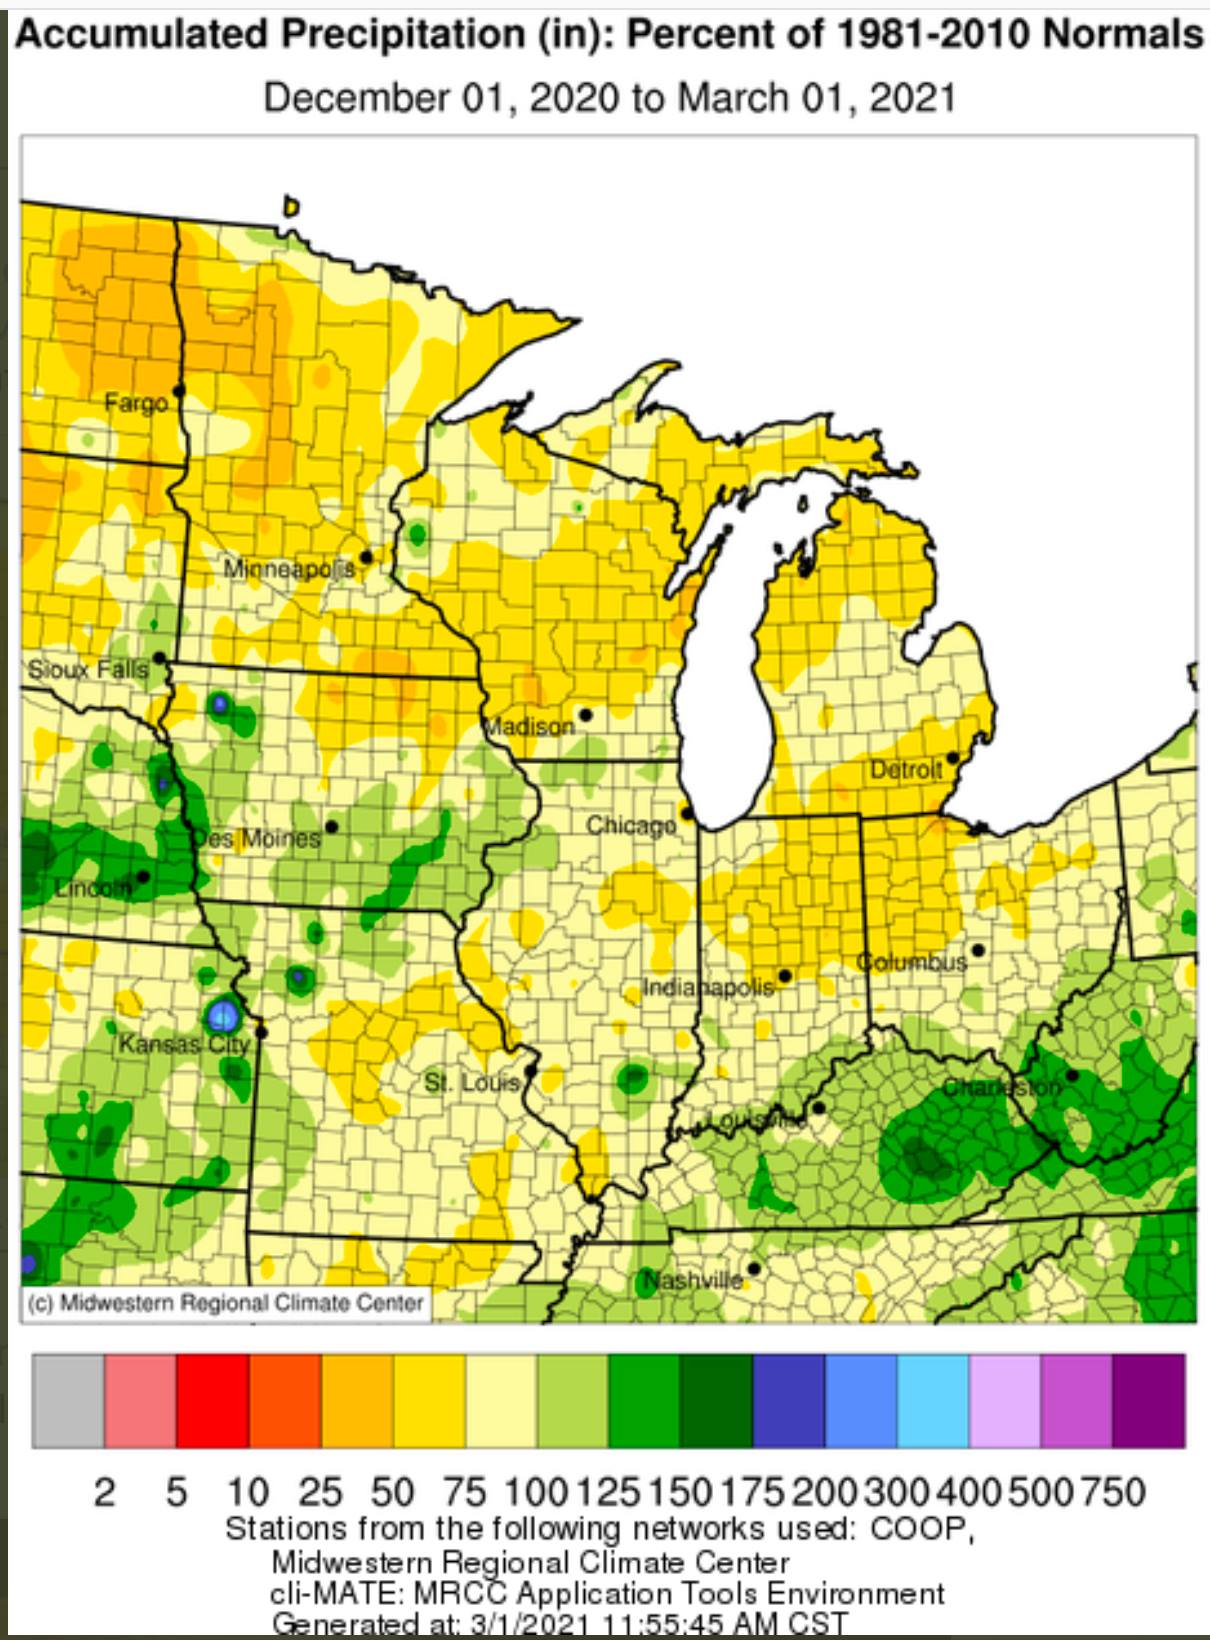 Accumulated Precipitation (in): Percent of 1981-2010 Normals
December 01, 2020 to March 01, 2021
Fargo
Minneapolis
Sioux Falls
Madison
Detroit
Chicago
Des Moines
Lincoln
Columbus
Indianapolis
Kansas City
St. Louis
Charleston
Louisville
Nashville
(c) Midwestern Regional Climate Center
2 5 10 25 50 75 100 125 150 175 200 300 400 500 750
Stations from the following networks used: COOP,
Midwestern Regional Climate Center
cli-MATE: MRCC Application Tools Environment
Generated at: 3/1/2021 11:55:45 AM CST